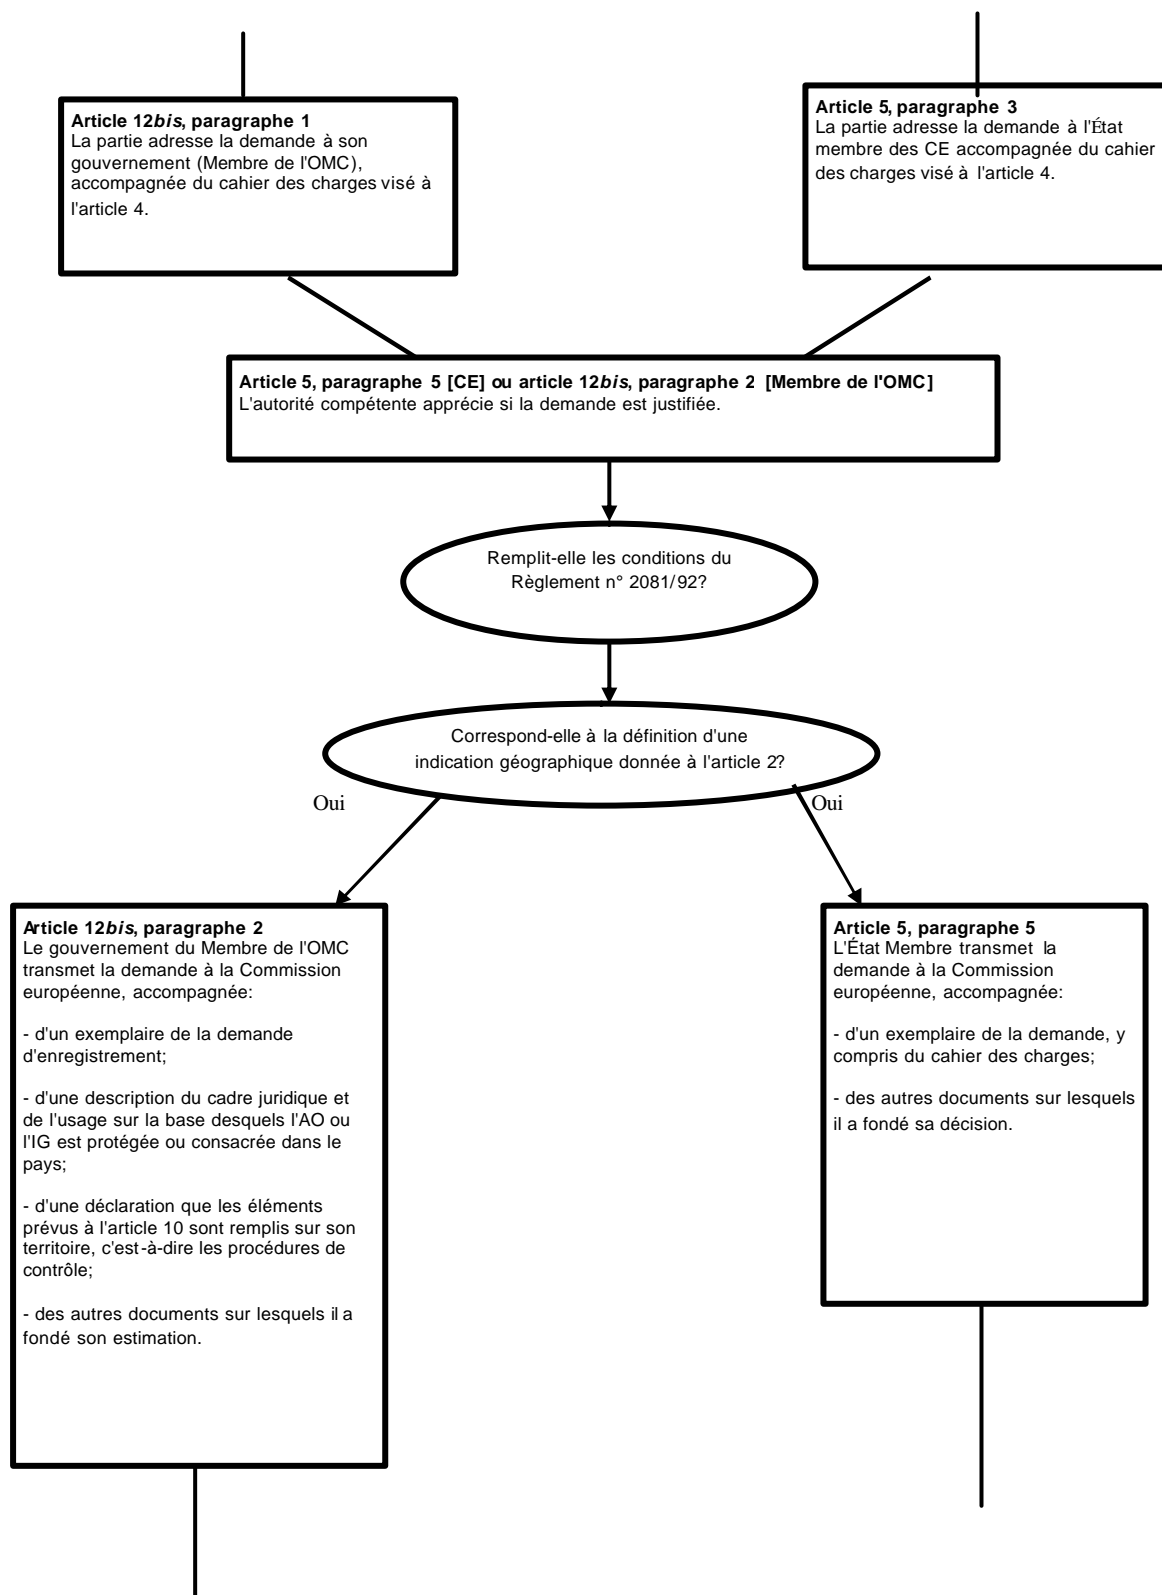 Article 12bis, paragraphe 1
La partie adresse la demande à son
gouvernement (Membre de l'OMC),
accompagnée du cahier des charges visé à
l'article 4.
Article 5, paragraphe 3
La partie adresse la demande à l'État
membre des CE accompagnée du cahier
des charges visé à l'article 4.
Article 5, paragraphe 5 [CE] ou article 12bis, paragraphe 2 [Membre de l'OMC]
L'autorité compétente apprécie si la demande est justifiée.
Remplit-elle les conditions du
Règlement n° 2081/92?
Correspond-elle à la définition d'une
indication géographique donnée à l'article 2?
Oui
Oui
Article 12bis, paragraphe 2
Le gouvernement du Membre de l'OMC
transmet la demande à la Commission
européenne, accompagnée:
- d'un exemplaire de la demande
d'enregistrement;
- d'une description du cadre juridique et
de l'usage sur la base desquels l'AO ou
l'IG est protégée ou consacrée dans le
pays;
- d'une déclaration que les éléments
prévus à l'article 10 sont remplis sur son
territoire, c'est-à-dire les procédures de
contrôle;
- des autres documents sur lesquels il a
fondé son estimation.
Article 5, paragraphe 5
L'État Membre transmet la
demande à la Commission
européenne, accompagnée:
- d'un exemplaire de la demande, y
compris du cahier des charges;
- des autres documents sur lesquels
il a fondé sa décision.